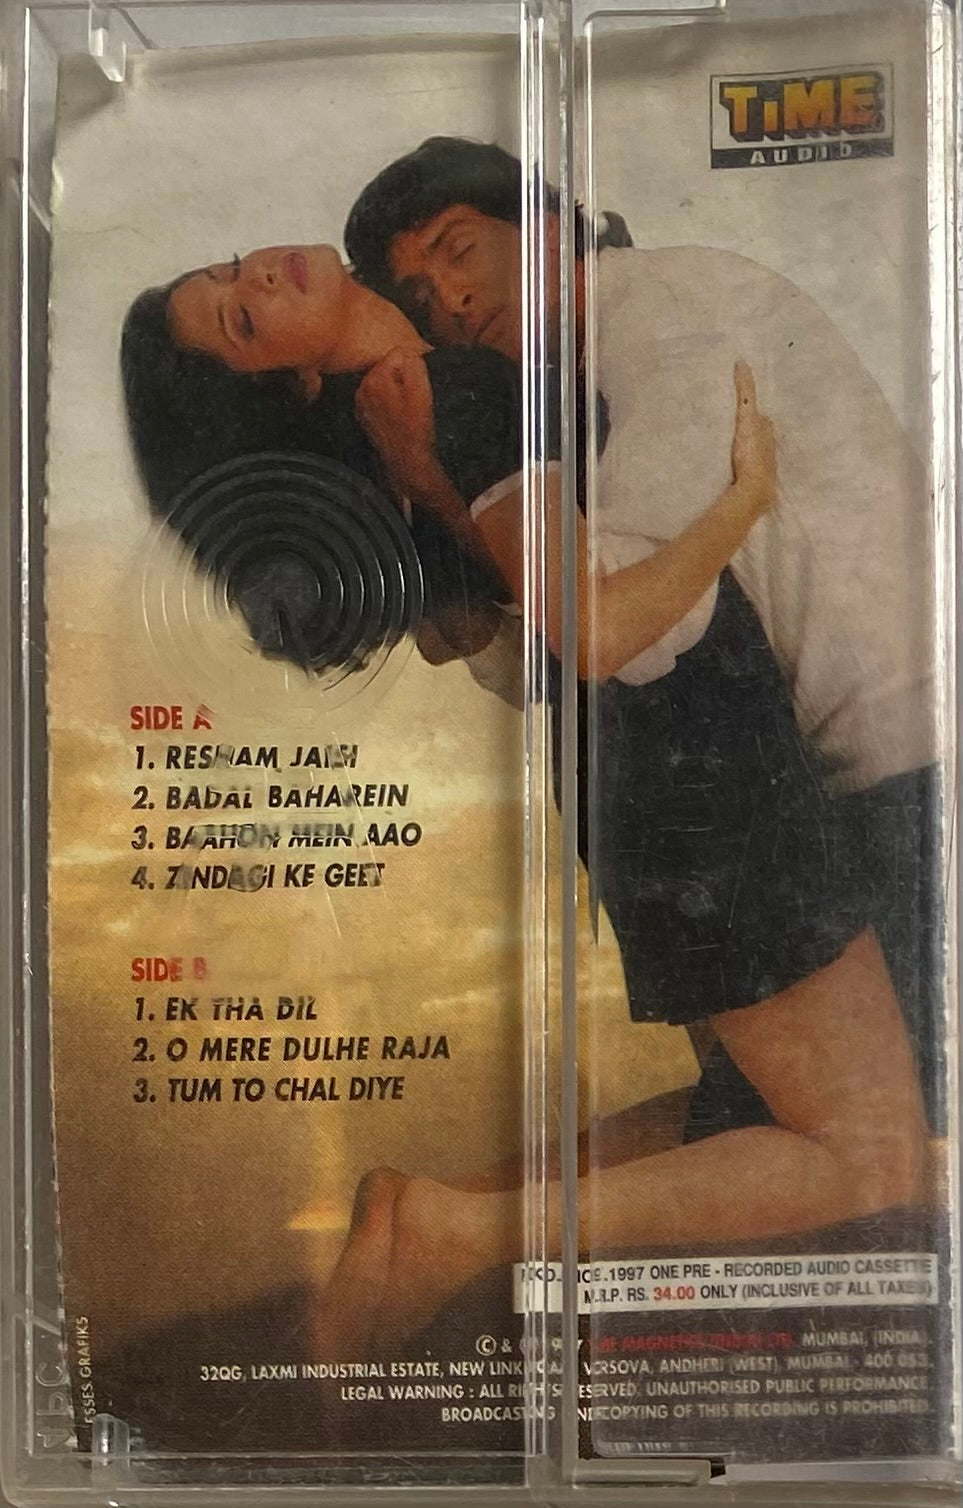 TiME
AUDIO
SIDE A
1. RESHAM JAISI
2. BADAL BAHAREIN
3. BAAHON MEIN AAO
4. ZINDAGI KE GEET
SIDE B
1. EK THA DIL
2. O MERE DULHE RAJA
3. TUM TO CHAL DIYE
1997 ONE PRE - RECORDED AUDIO CASSETTE
M.R.P. RS. 34.00 ONLY (INCLUSIVE OF ALL TAXES)
© & MUMBAI, (INDIA)
32QG, LAXMI INDUSTRIAL ESTATE, NEW LINK ROAD, VERSOVA, ANDHERI (WEST), MUMBAI - 400 053.
LEGAL WARNING : ALL RIGHTS RESERVED. UNAUTHORISED PUBLIC PERFORMANCE
BROADCASTING AND COPYING OF THIS RECORDING IS PROHIBITED.